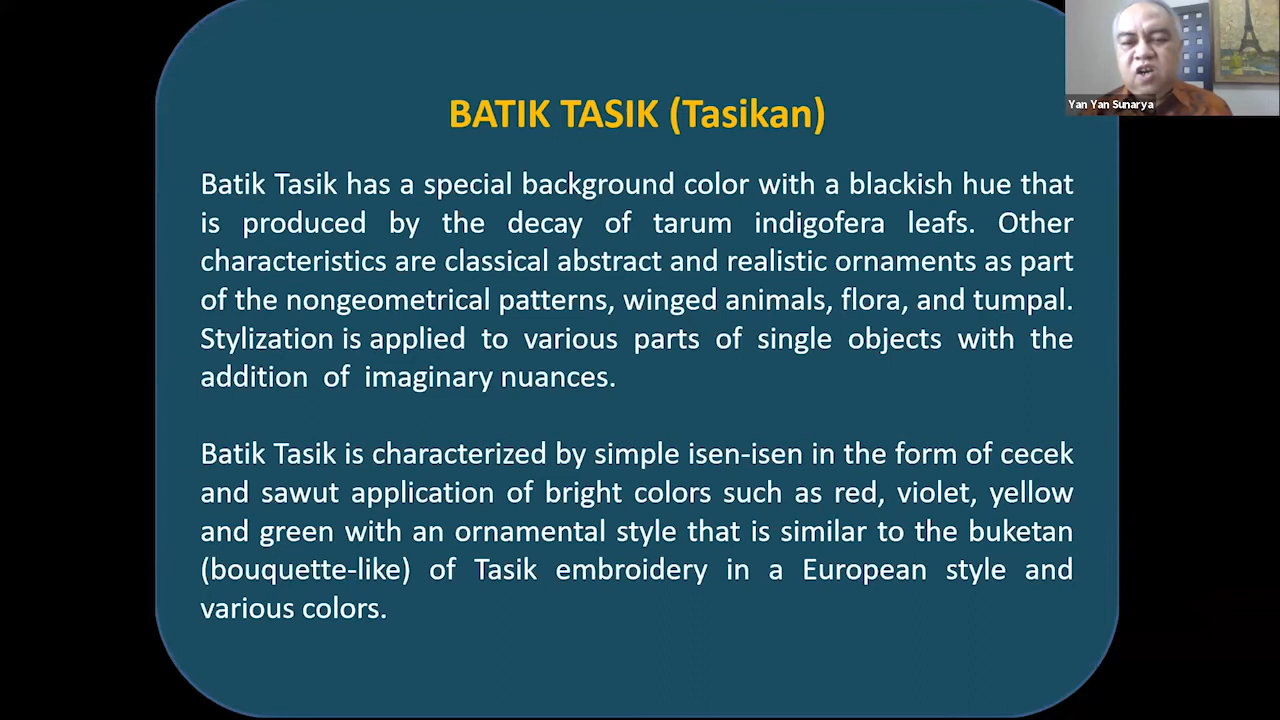 BATIK TASIK (Tasikan)
Yan Yan Sunarya
Batik Tasik has a special background color with a blackish hue that
is produced by the decay of tarum indigofera leafs. Other
characteristics are classical abstract and realistic ornaments as part
of the nongeometrical patterns, winged animals, flora, and tumpal.
Stylization is applied to various parts of single objects with the
addition of imaginary nuances.
Batik Tasik is characterized by simple isen-isen in the form of cecek
and sawut application of bright colors such as red, violet, yellow
and green with an ornamental style that is similar to the buketan
(bouquette-like) of Tasik embroidery in a European style and
various colors.